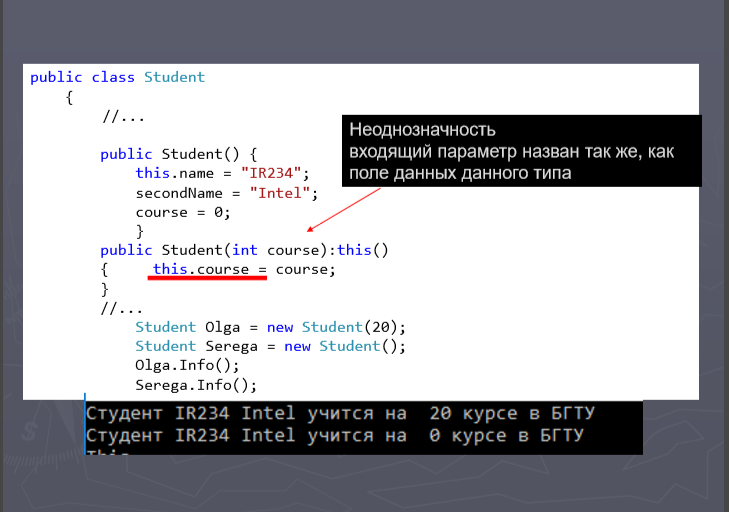 public class Student
{
//...
public Student() {
this.name = "IR234";
secondName = "Intel";
course = 0;
}
public Student(int course):this()
{ this.course = course;
}
//...
Student Olga = new Student(20);
Student Serega = new Student();
Olga.Info();
Serega.Info();
Неоднозначность
входящий параметр назван так же, как
поле данных данного типа
Студент IR234 Intel учится на 20 курсе в БГТУ
Студент IR234 Intel учится на 0 курсе в БГТУ